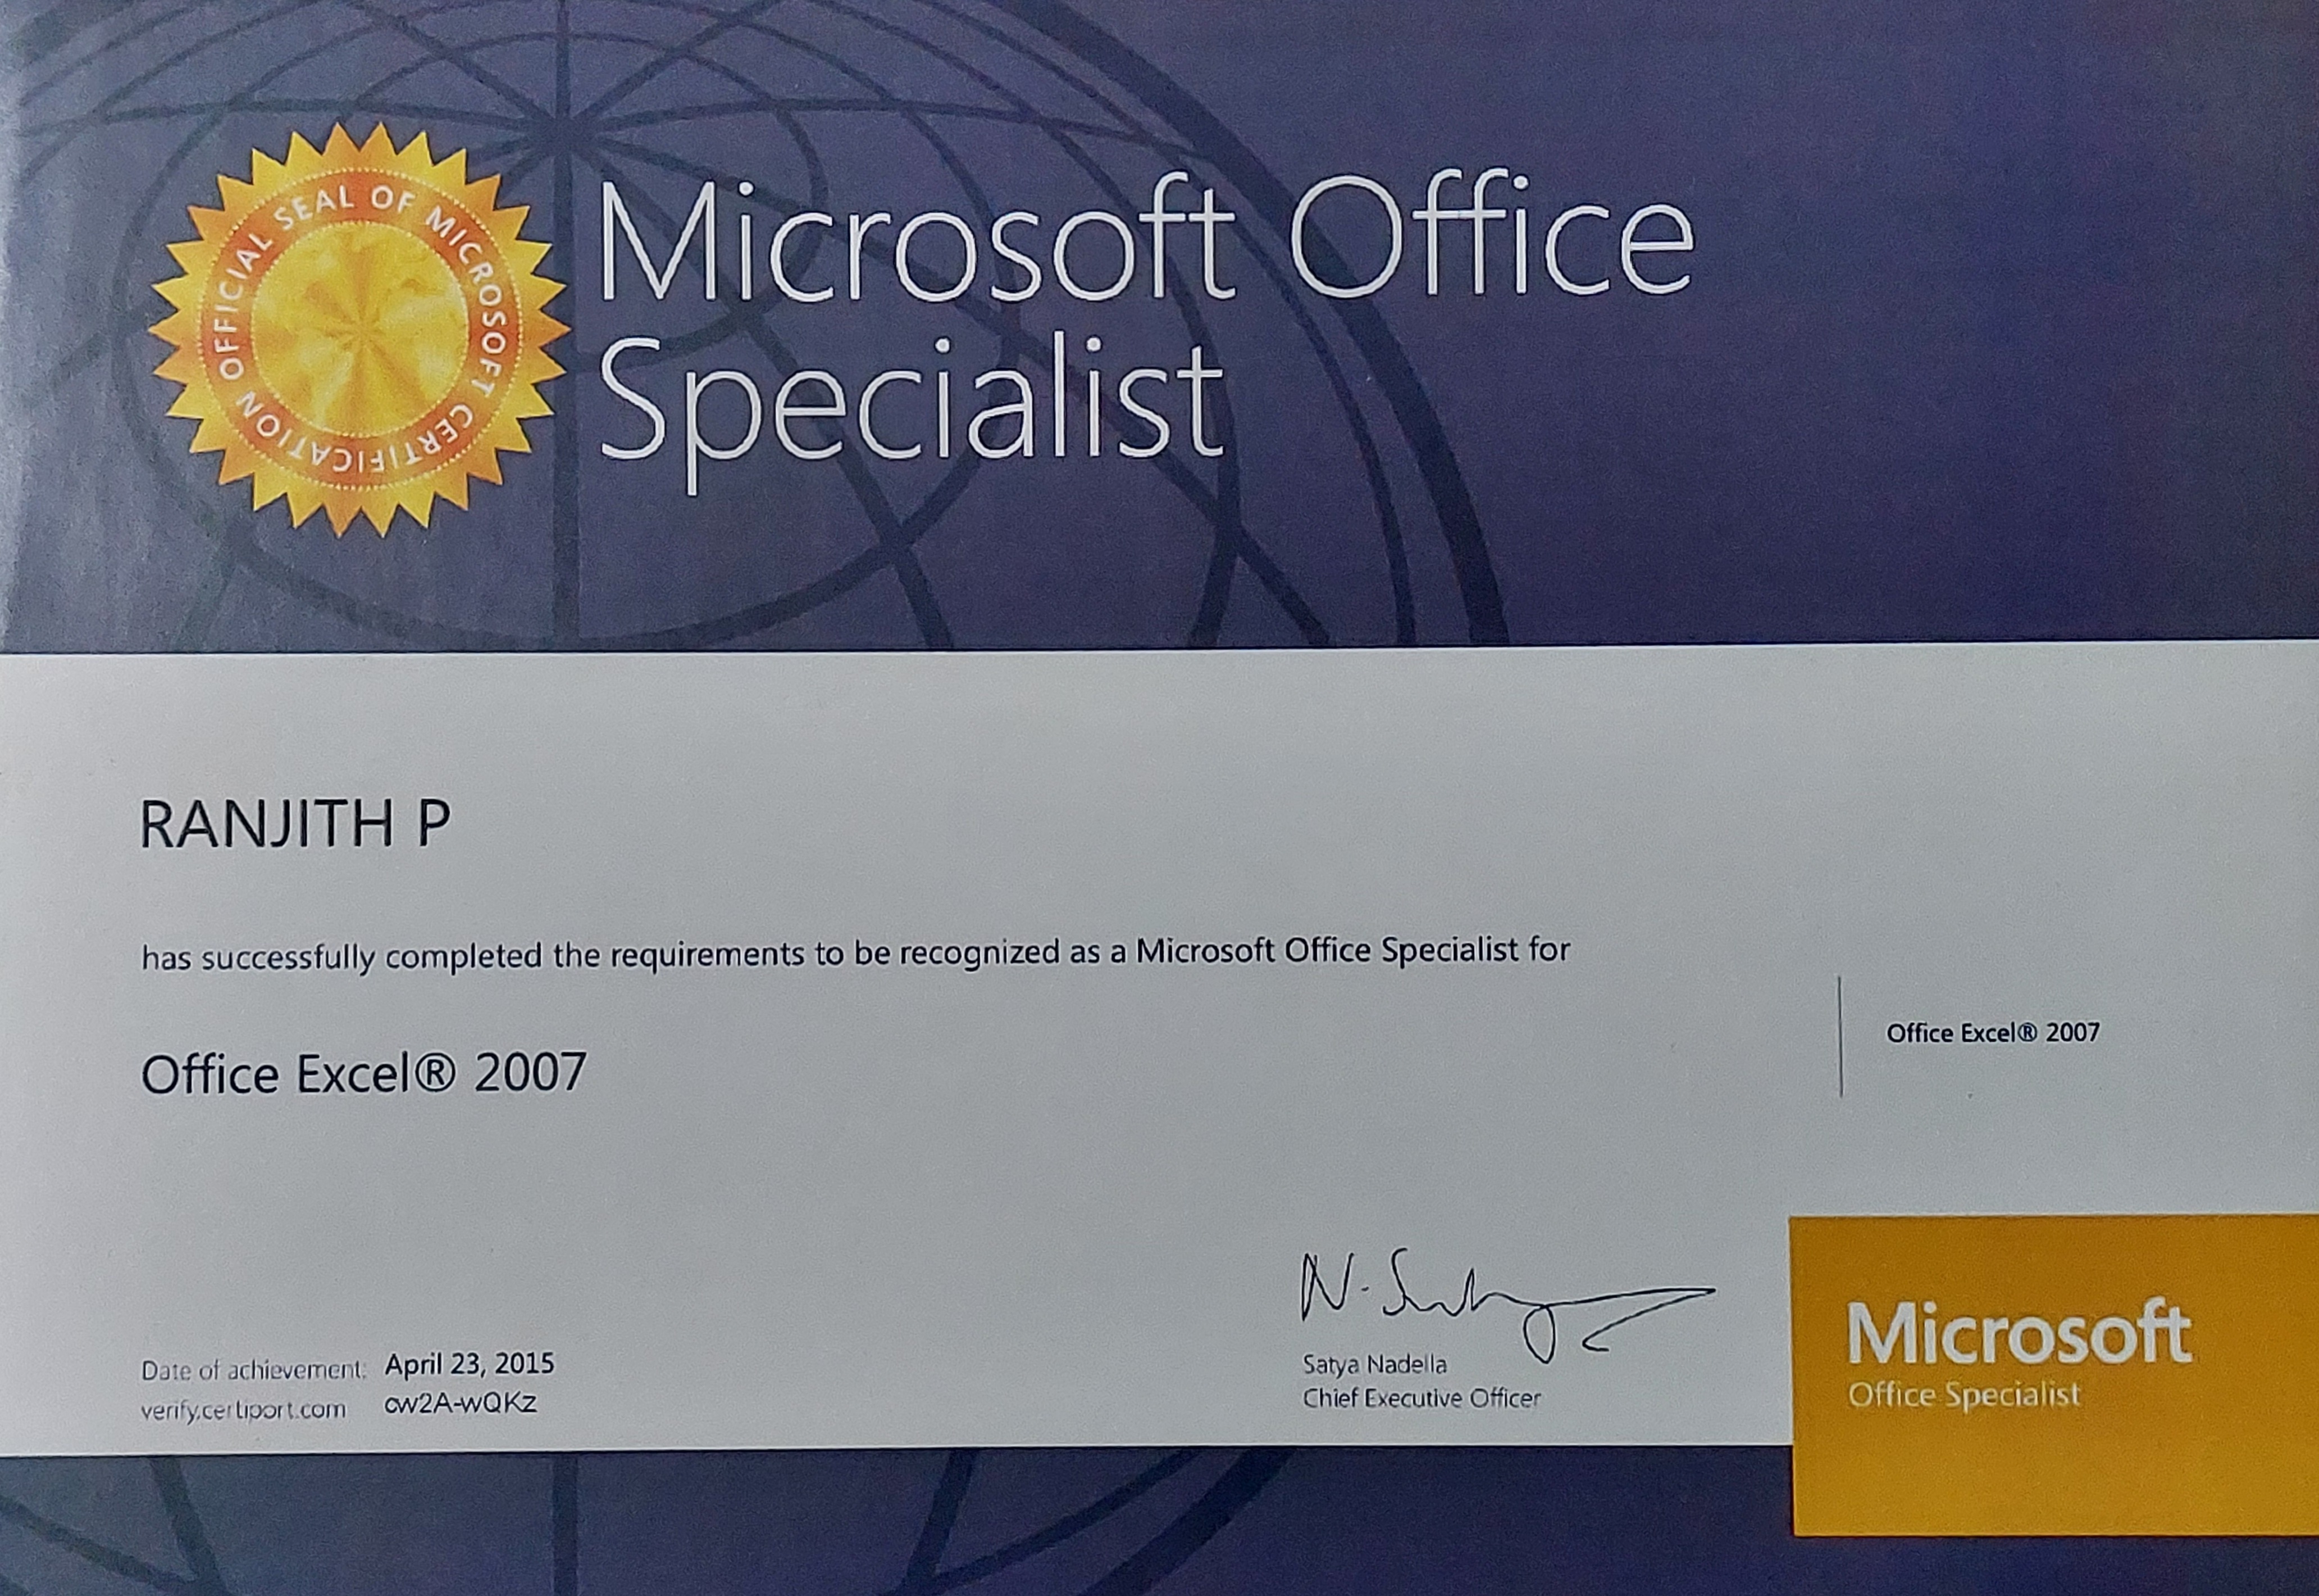 OFFICIAL SEAL OF MICROSOFT CERTIFICATION
Microsoft Office
Specialist
RANJITH P
has successfully completed the requirements to be recognized as a Microsoft Office Specialist for
Office Excel® 2007
Office Excel® 2007
N. Satya
Satya Nadella
Chief Executive Officer
Date of achievement: April 23, 2015
verify.certiport.com cw2A-wQKz
Microsoft
Office Specialist